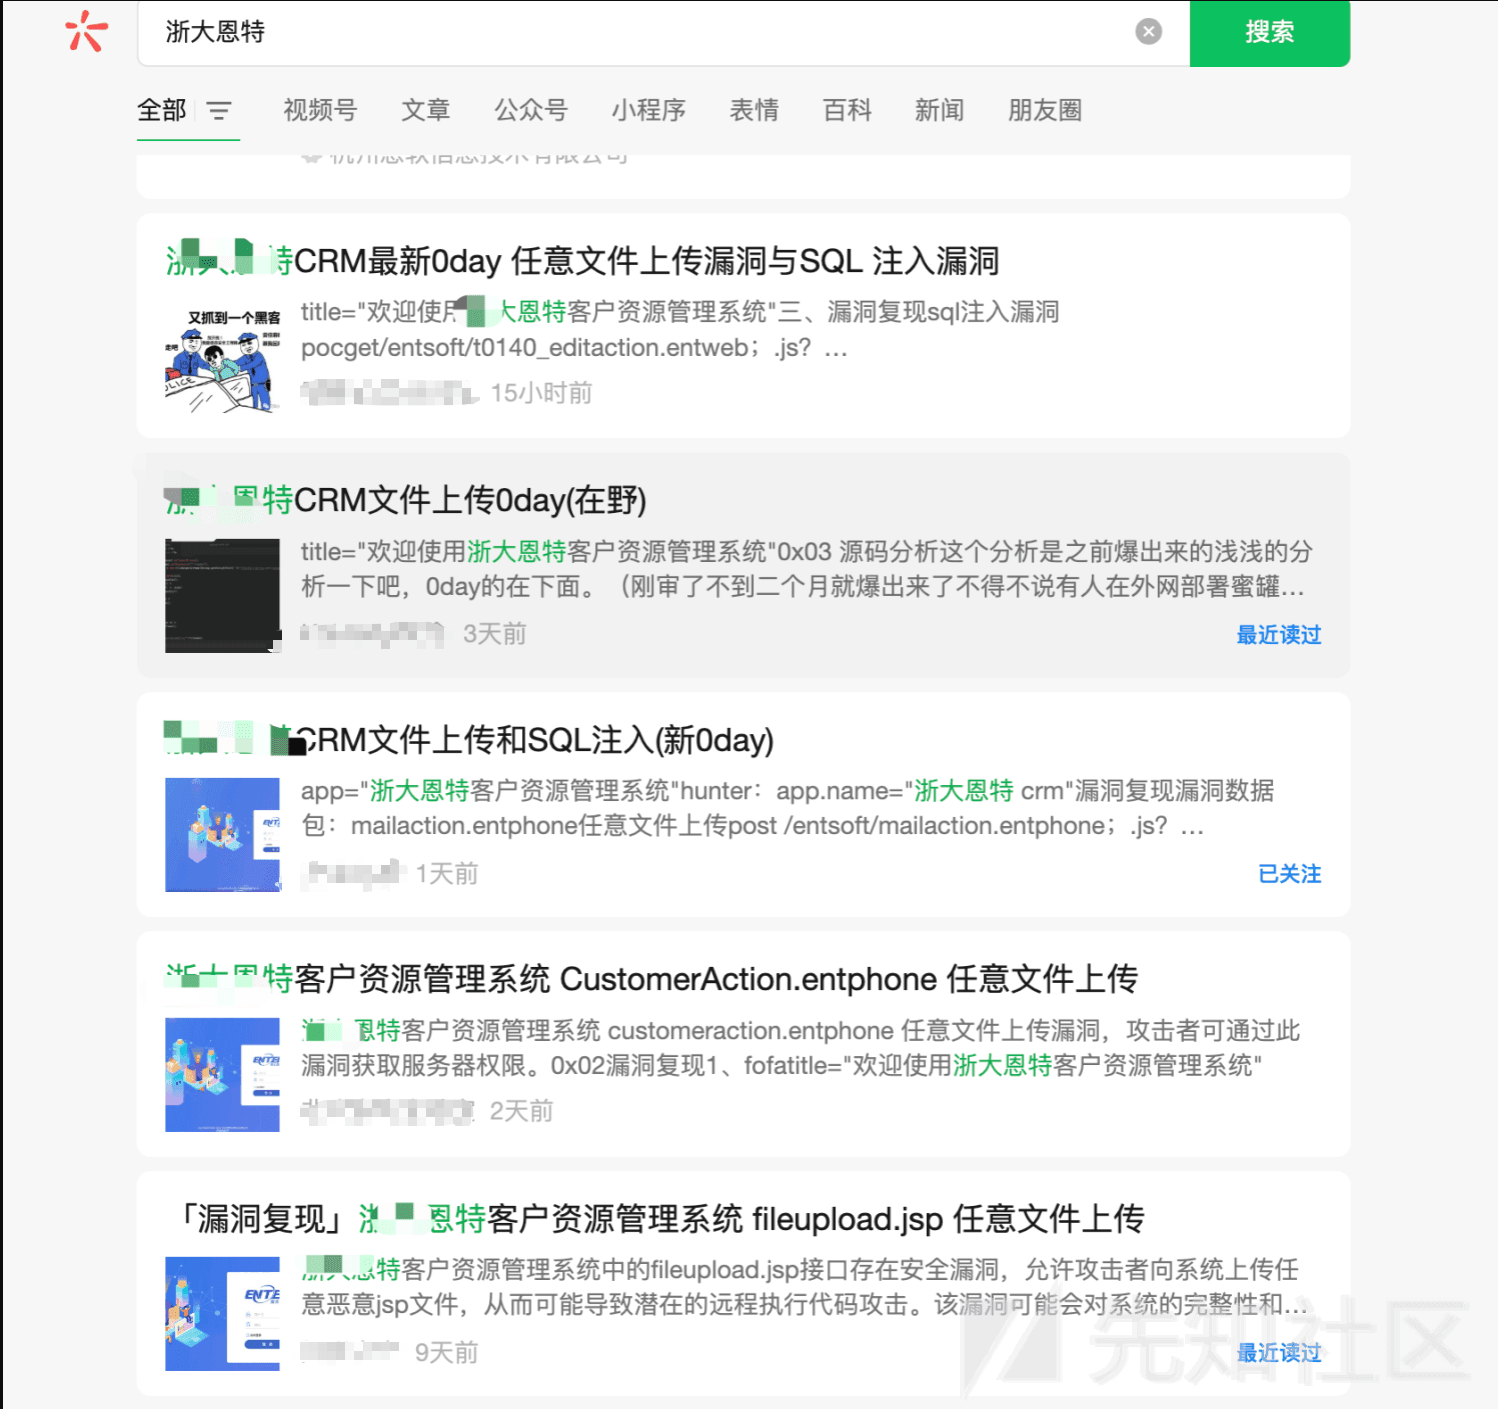 浙大恩特
搜索
全部 视频号 文章 公众号 小程序 表情 百科 新闻 朋友圈
特CRM最新0day 任意文件上传漏洞与SQL 注入漏洞
又抓到一个黑客
title="欢迎使用 大恩特客户资源管理系统"三、漏洞复现sql注入漏洞
pocget/entsoft/t0140_editaction.entweb；.js？...
15小时前
恩特CRM文件上传0day(在野)
title="欢迎使用浙大恩特客户资源管理系统"0x03 源码分析这个分析是之前爆出来的浅浅的分
析一下吧，0day的在下面。（刚审了不到二个月就爆出来了不得不说有人在外网部署蜜罐...
3天前
最近读过
CRM文件上传和SQL注入(新0day)
app="浙大恩特客户资源管理系统"hunter：app.name="浙大恩特 crm"漏洞复现漏洞数据
包：mailaction.entphone任意文件上传post /entsoft/mailaction.entphone；.js？...
1天前
已关注
浙大恩特客户资源管理系统 CustomerAction.entphone 任意文件上传
恩特客户资源管理系统 customeraction.entphone 任意文件上传漏洞，攻击者可通过此
漏洞获取服务器权限。0x02漏洞复现1、fofatitle="欢迎使用浙大恩特客户资源管理系统"
2天前
「漏洞复现」 恩特客户资源管理系统 fileupload.jsp 任意文件上传
恩特客户资源管理系统中的fileupload.jsp接口存在安全漏洞，允许攻击者向系统上传任
意恶意jsp文件，从而可能导致潜在的远程执行代码攻击。该漏洞可能会对系统的完整性和...
9天前
最近读过
先知社区